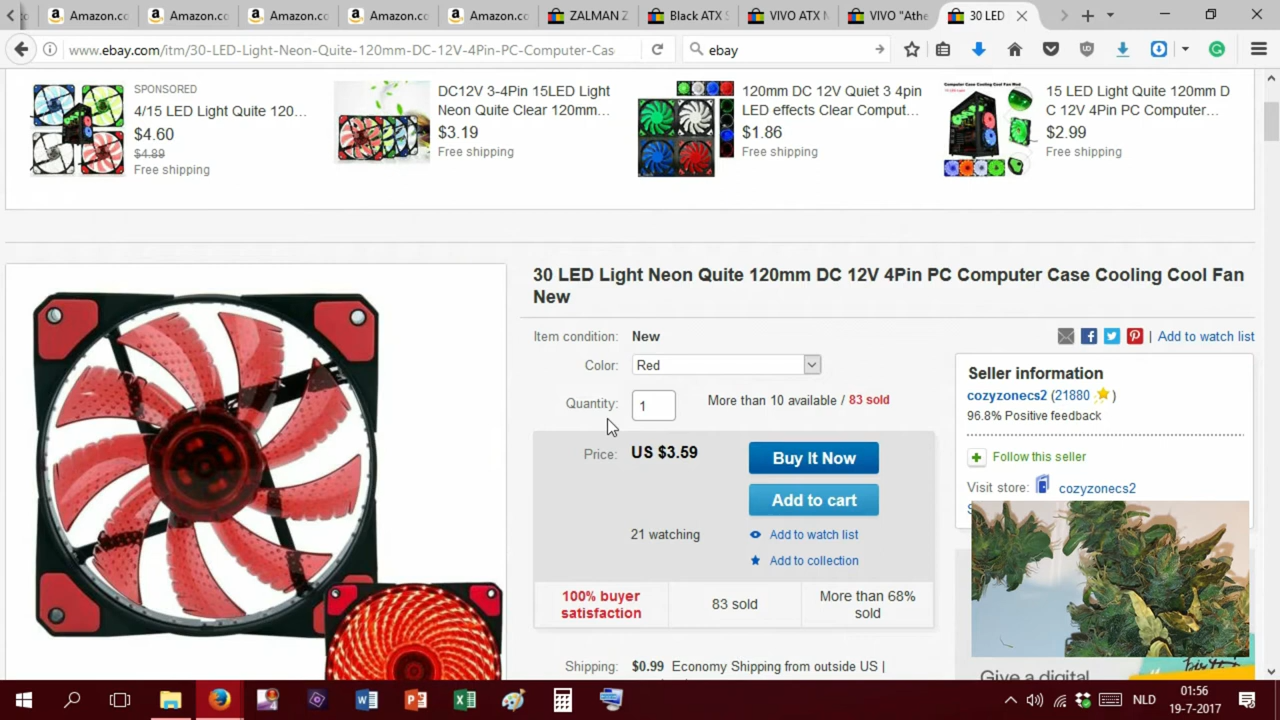 Amazon.co
Amazon.co
Amazon.co
Amazon.co
Amazon.co
ZALMAN Z
Black ATX S
VIVO ATX M
VIVO "Athe
30 LED
www.ebay.com/itm/30-LED-Light-Neon-Quite-120mm-DC-12V-4Pin-PC-Computer-Cas
ebay
SPONSORED
4/15 LED Light Quite 120...
$4.60
$4.89
Free shipping
DC12V 3-4Pin 15LED Light
Neon Quite Clear 120mm...
$3.19
Free shipping
120mm DC 12V Quiet 3 4pin
LED effects Clear Comput...
$1.86
Free shipping
Computer Case Cooling Cool Fan
15 LED Light Quite 120mm D
C 12V 4Pin PC Computer...
$2.99
Free shipping
30 LED Light Neon Quite 120mm DC 12V 4Pin PC Computer Case Cooling Cool Fan
New
Item condition: New
Color: Red
Quantity: 1
More than 10 available / 83 sold
Price: US $3.59
Buy It Now
Add to cart
21 watching
Add to watch list
Add to collection
100% buyer
satisfaction
83 sold
More than 68%
sold
Shipping: $0.99 Economy Shipping from outside US |
| Add to watch list
Seller information
cozyzonecs2 (21880 )
96.8% Positive feedback
Follow this seller
Visit store: cozyzonecs2
Give a digital
NLD
01:56
19-7-2017